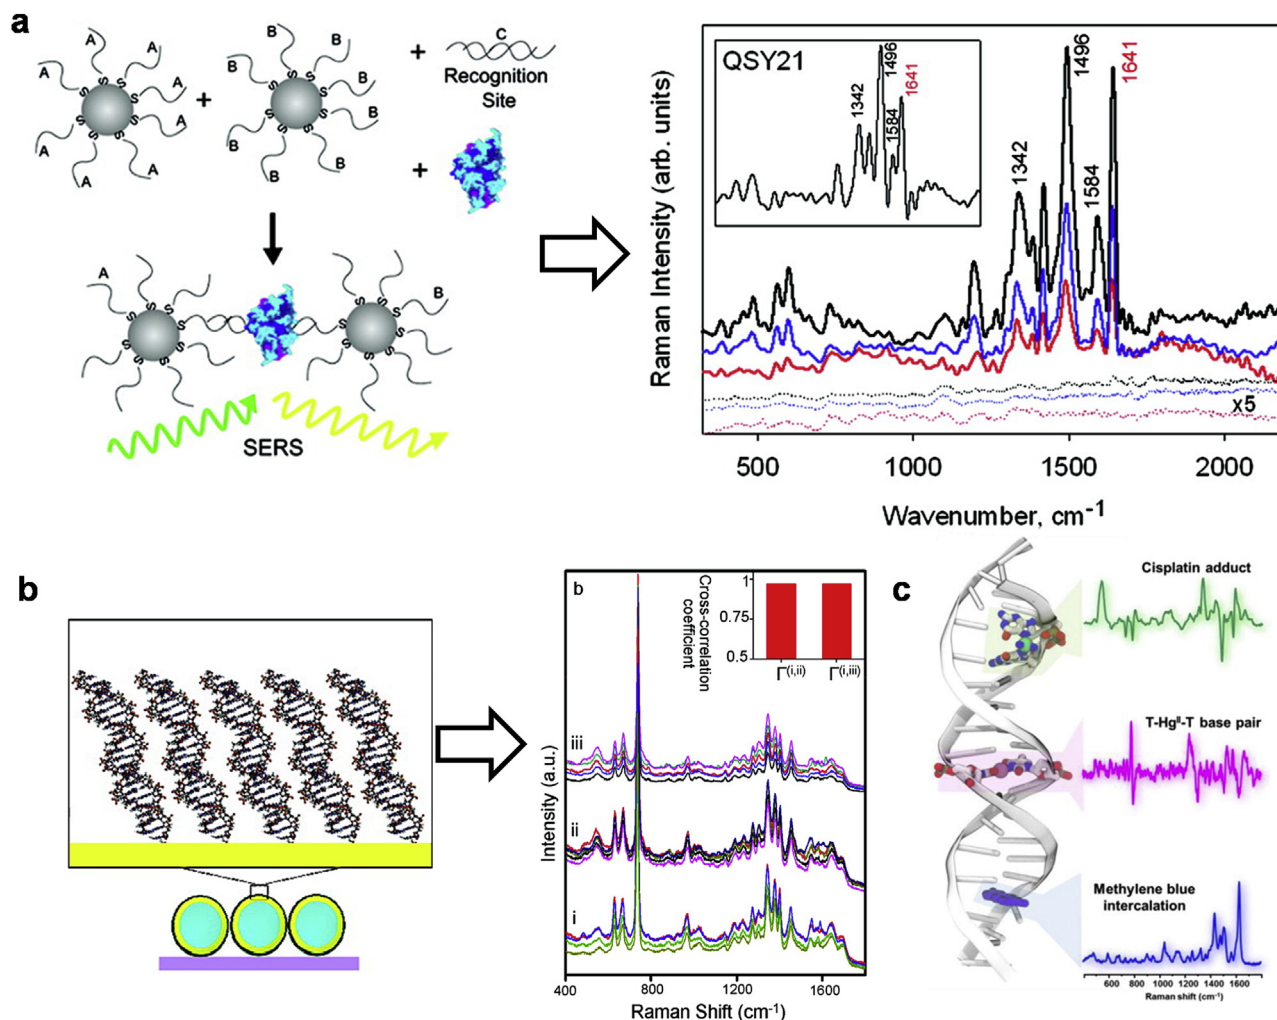 a
A A A A A A A A
S S S S S S S S
+
B B B B B B B B
S S S S S S S S
+ C
Recognition
Site
+
A
B
S S S S S S S S
S S S S S S S S
SERS
QSY21
1342
1496
1584
1641
1342
1496
1584
1641
x5
Raman Intensity (arb. units)
500 1000 1500 2000
Wavenumber, cm-1
b
b
Cross-correlation
coefficient
1
0.75
0.5
Γ(i,ii) Γ(i,iii)
iii
ii
i
Intensity (a.u.)
400 800 1200 1600
Raman Shift (cm-1)
c
Cisplatin adduct
T-HgII-T base pair
Methylene blue
intercalation
600 800 1000 1200 1400 1600
Raman shift (cm-1)